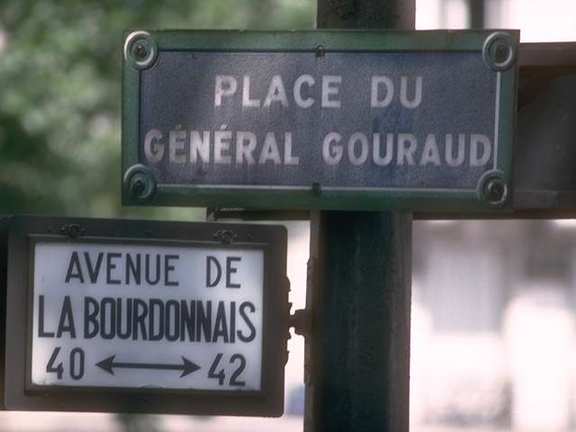 PLACE DU
GÉNÉRAL GOURAUD
AVENUE DE
LA BOURDONNAIS
40 ↔ 42